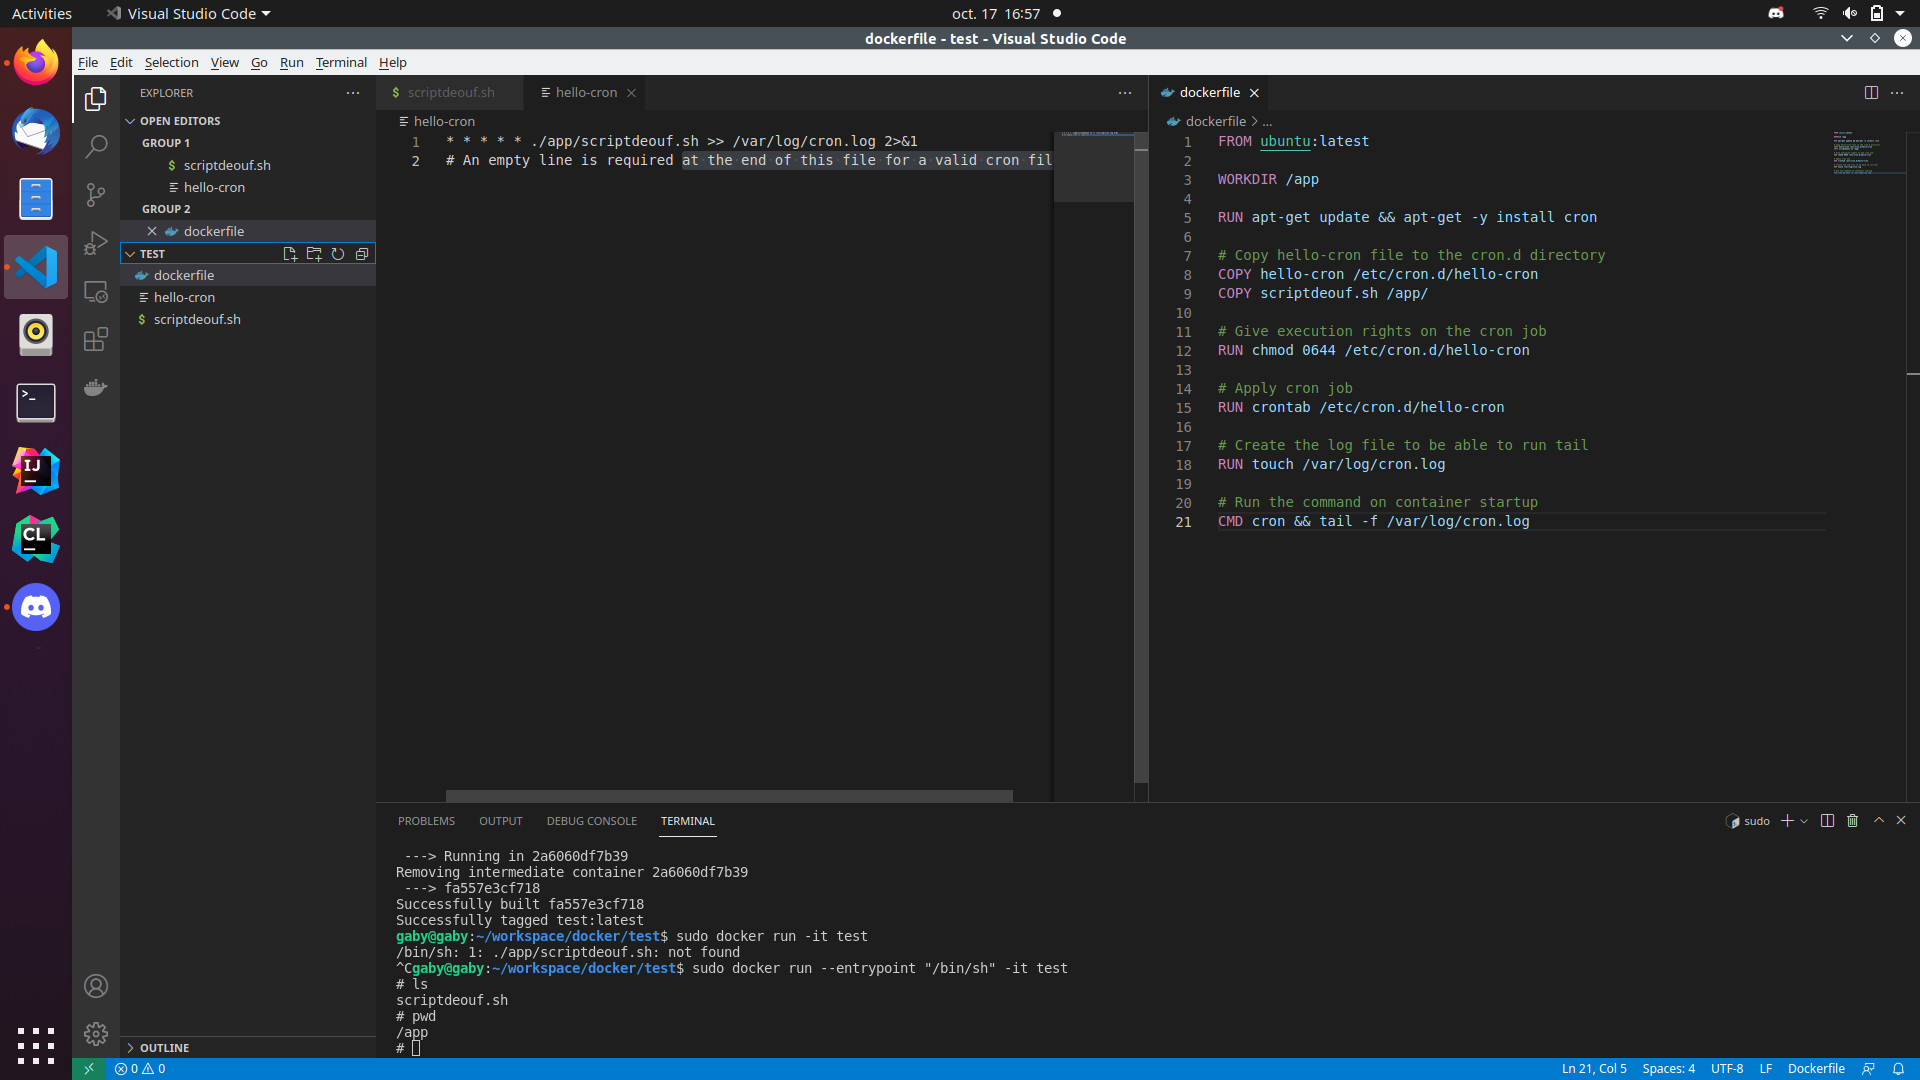 Activities
Visual Studio Code
oct. 17 16:57
dockerfile - test - Visual Studio Code
File Edit Selection View Go Run Terminal Help
EXPLORER
OPEN EDITORS
GROUP 1
$ scriptdeouf.sh
hello-cron
GROUP 2
dockerfile
TEST
dockerfile
hello-cron
$ scriptdeouf.sh
OUTLINE
$ scriptdeouf.sh
hello-cron
hello-cron
1 * * * * * ./app/scriptdeouf.sh >> /var/log/cron.log 2>&1
2 # An empty line is required at the end of this file for a valid cron fil
dockerfile
dockerfile > ...
1 FROM ubuntu:latest
2
3 WORKDIR /app
4
5 RUN apt-get update && apt-get -y install cron
6
7 # Copy hello-cron file to the cron.d directory
8 COPY hello-cron /etc/cron.d/hello-cron
9 COPY scriptdeouf.sh /app/
10
11 # Give execution rights on the cron job
12 RUN chmod 0644 /etc/cron.d/hello-cron
13
14 # Apply cron job
15 RUN crontab /etc/cron.d/hello-cron
16
17 # Create the log file to be able to run tail
18 RUN touch /var/log/cron.log
19
20 # Run the command on container startup
21 CMD cron && tail -f /var/log/cron.log
PROBLEMS OUTPUT DEBUG CONSOLE TERMINAL
sudo
---> Running in 2a6060df7b39
Removing intermediate container 2a6060df7b39
---> fa557e3cf718
Successfully built fa557e3cf718
Successfully tagged test:latest
gaby@gaby:~/workspace/docker/test$ sudo docker run -it test
/bin/sh: 1: ./app/scriptdeouf.sh: not found
^Cgaby@gaby:~/workspace/docker/test$ sudo docker run --entrypoint "/bin/sh" -it test
# ls
scriptdeouf.sh
# pwd
/app
#
0 0
Ln 21, Col 5 Spaces: 4 UTF-8 LF Dockerfile
>_
IJ
CL